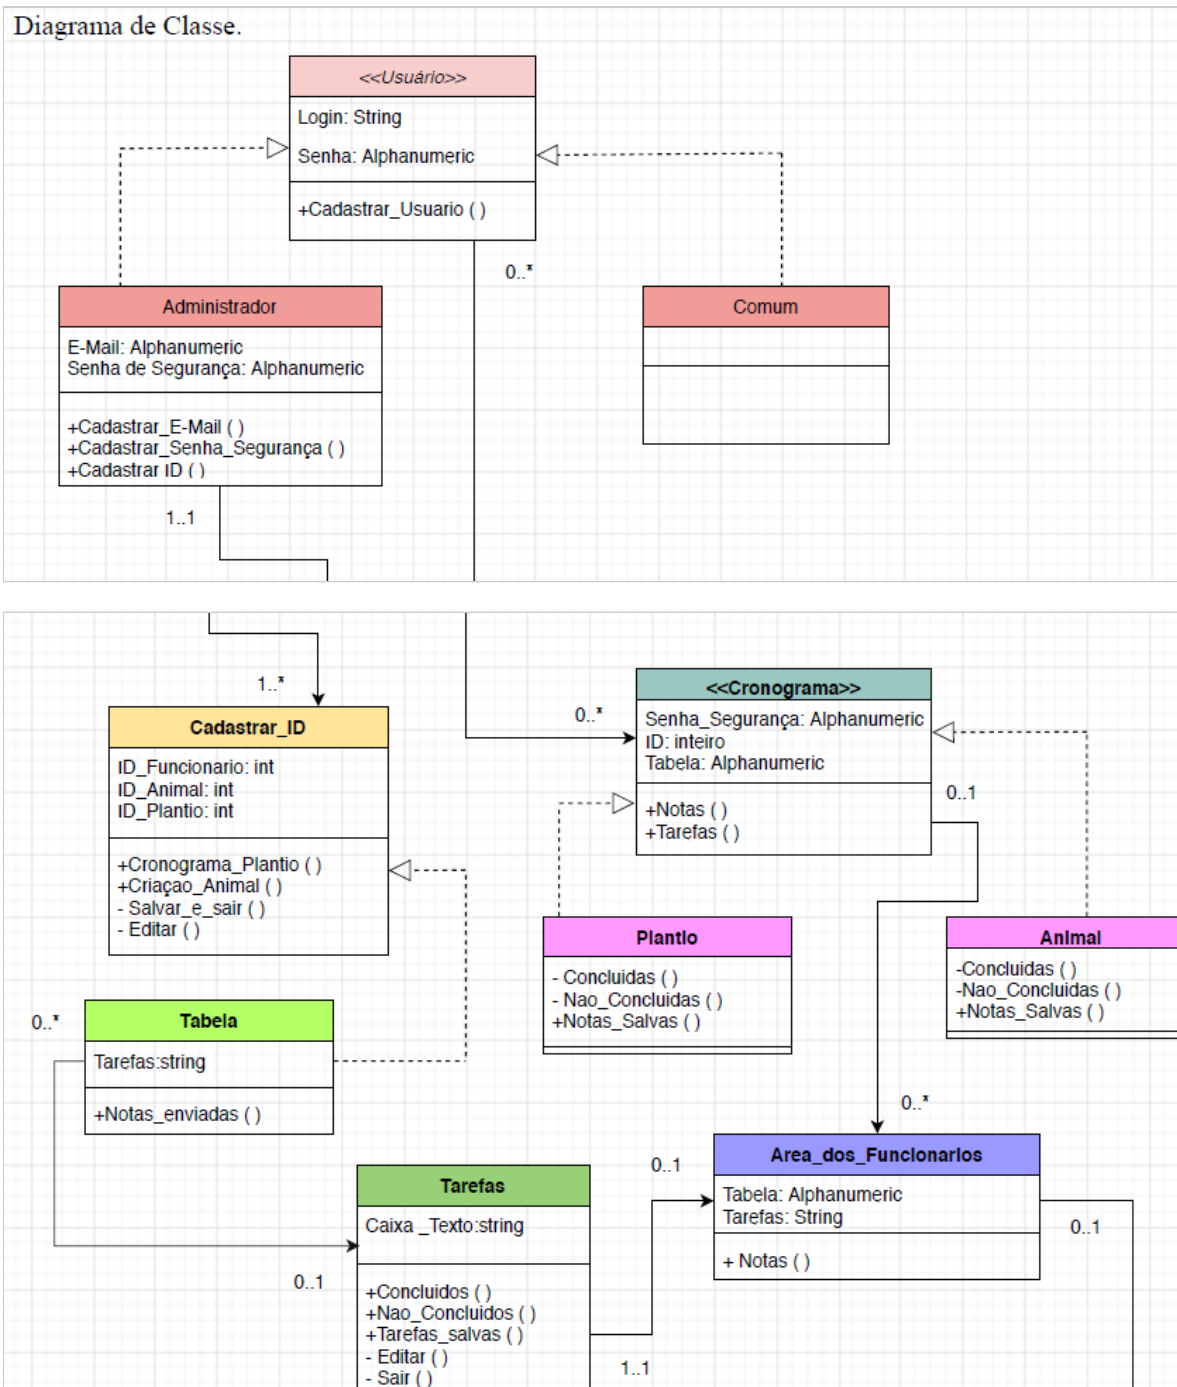 Diagrama de Classe.
<<Usuário>>
Login: String
Senha: Alphanumeric
+Cadastrar_Usuario ( )
0..*
Administrador
E-Mail: Alphanumeric
Senha de Segurança: Alphanumeric
+Cadastrar_E-Mail ( )
+Cadastrar_Senha_Segurança ( )
+Cadastrar ID ( )
1..1
Comum
1..*
Cadastrar_ID
ID_Funcionario: int
ID_Animal: int
ID_Plantio: int
+Cronograma_Plantio ( )
+Criaçao_Animal ( )
- Salvar_e_sair ( )
- Editar ( )
0..*
<<Cronograma>>
Senha_Segurança: Alphanumeric
ID: inteiro
Tabela: Alphanumeric
+Notas ( )
+Tarefas ( )
0..1
Plantio
- Concluidas ( )
- Nao_Concluidas ( )
+Notas_Salvas ( )
Animal
-Concluidas ( )
-Nao_Concluidas ( )
+Notas_Salvas ( )
0..*
Tabela
Tarefas:string
+Notas_enviadas ( )
0..*
Area_dos_Funcionarios
Tabela: Alphanumeric
Tarefas: String
+ Notas ( )
0..1
0..1
Tarefas
Caixa _Texto:string
+Concluidos ( )
+Nao_Concluidos ( )
+Tarefas_salvas ( )
- Editar ( )
- Sair ( )
0..1
1..1